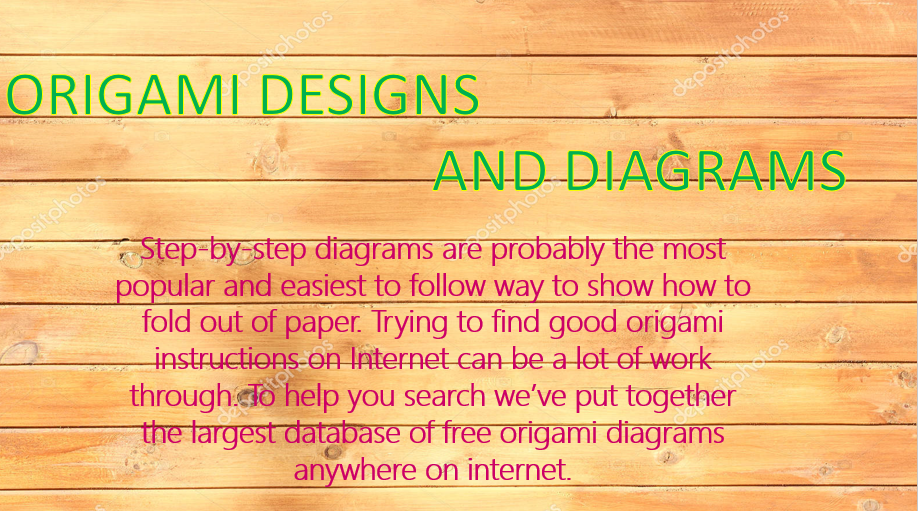 depositphotos
depositphotos
ORIGAMI DESIGNS
AND DIAGRAMS
depositphotos
depositphotos
Step-by-step diagrams are probably the most
popular and easiest to follow way to show how to
fold out of paper. Trying to find good origami
instructions on Internet can be a lot of work
through. To help you search we've put together
the largest database of free origami diagrams
anywhere on internet.
depositphotos
depositphotos